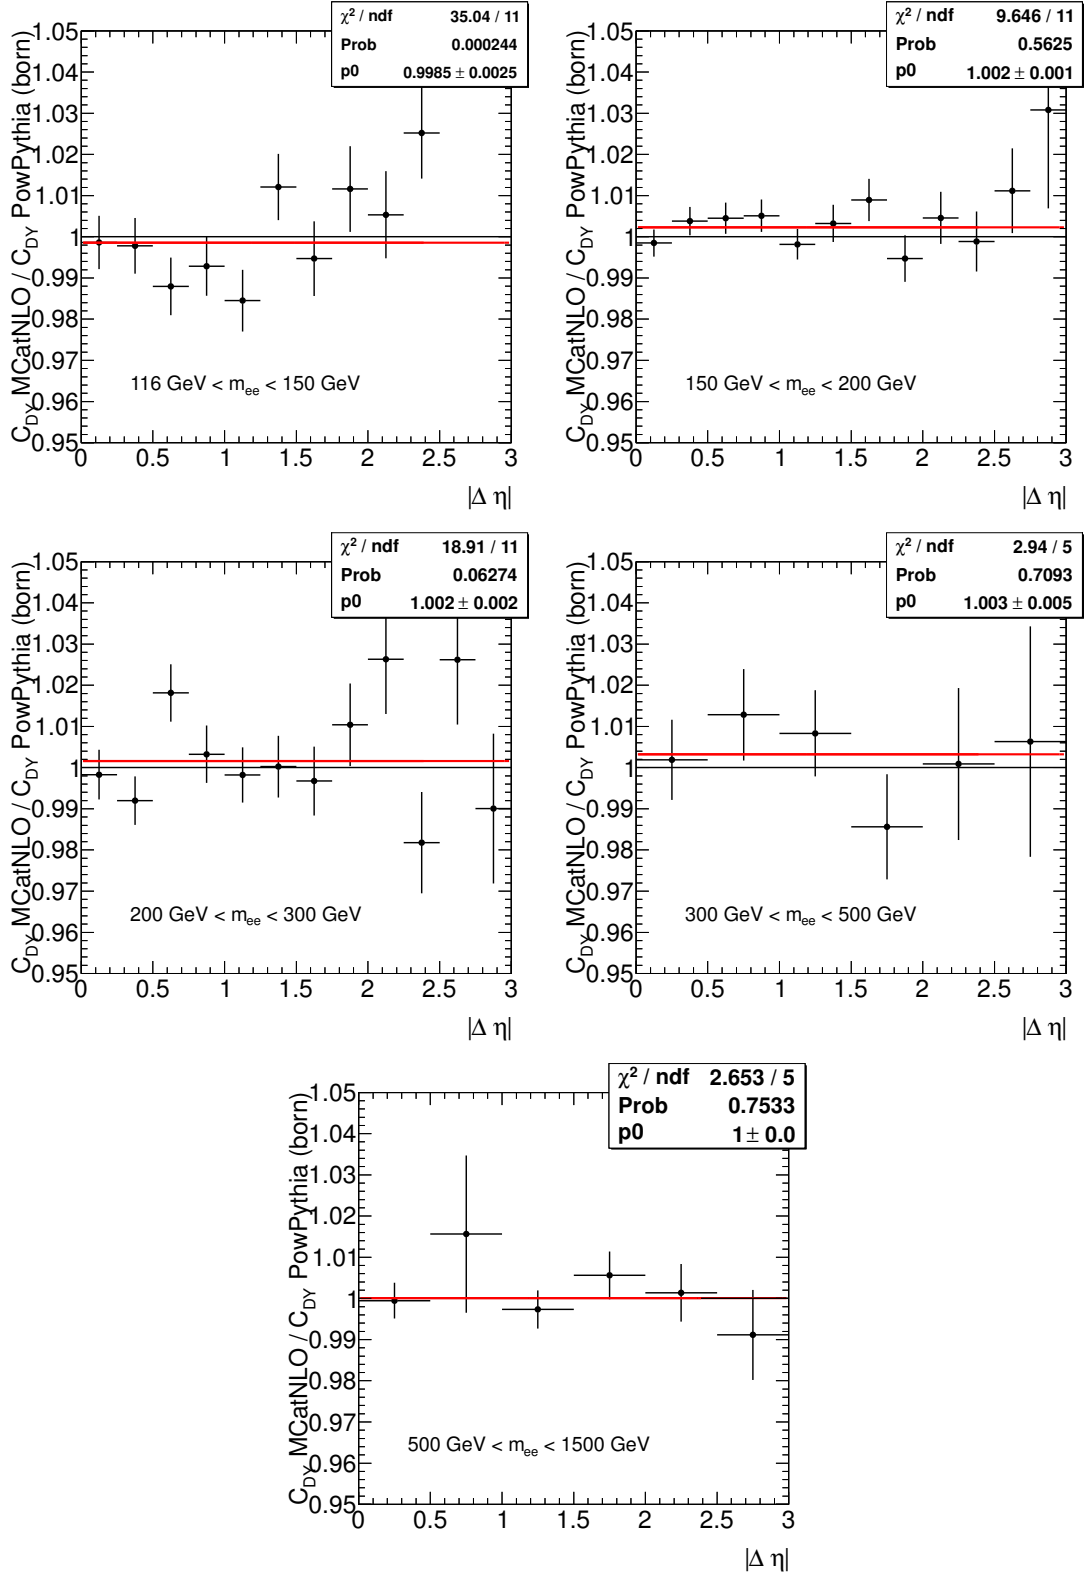 χ² / ndf 35.04 / 11
Prob 0.000244
p0 0.9985 ± 0.0025
C_DY MCatNLO / C_DY PowPythia (born)
1.05
1.04
1.03
1.02
1.01
1
0.99
0.98
0.97
0.96
0.95
116 GeV < m_ee < 150 GeV
0 0.5 1 1.5 2 2.5 3
|Δ η|
χ² / ndf 9.646 / 11
Prob 0.5625
p0 1.002 ± 0.001
C_DY MCatNLO / C_DY PowPythia (born)
1.05
1.04
1.03
1.02
1.01
1
0.99
0.98
0.97
0.96
0.95
150 GeV < m_ee < 200 GeV
0 0.5 1 1.5 2 2.5 3
|Δ η|
χ² / ndf 18.91 / 11
Prob 0.06274
p0 1.002 ± 0.002
C_DY MCatNLO / C_DY PowPythia (born)
1.05
1.04
1.03
1.02
1.01
1
0.99
0.98
0.97
0.96
0.95
200 GeV < m_ee < 300 GeV
0 0.5 1 1.5 2 2.5 3
|Δ η|
χ² / ndf 2.94 / 5
Prob 0.7093
p0 1.003 ± 0.005
C_DY MCatNLO / C_DY PowPythia (born)
1.05
1.04
1.03
1.02
1.01
1
0.99
0.98
0.97
0.96
0.95
300 GeV < m_ee < 500 GeV
0 0.5 1 1.5 2 2.5 3
|Δ η|
χ² / ndf 2.653 / 5
Prob 0.7533
p0 1 ± 0.0
C_DY MCatNLO / C_DY PowPythia (born)
1.05
1.04
1.03
1.02
1.01
1
0.99
0.98
0.97
0.96
0.95
500 GeV < m_ee < 1500 GeV
0 0.5 1 1.5 2 2.5 3
|Δ η|